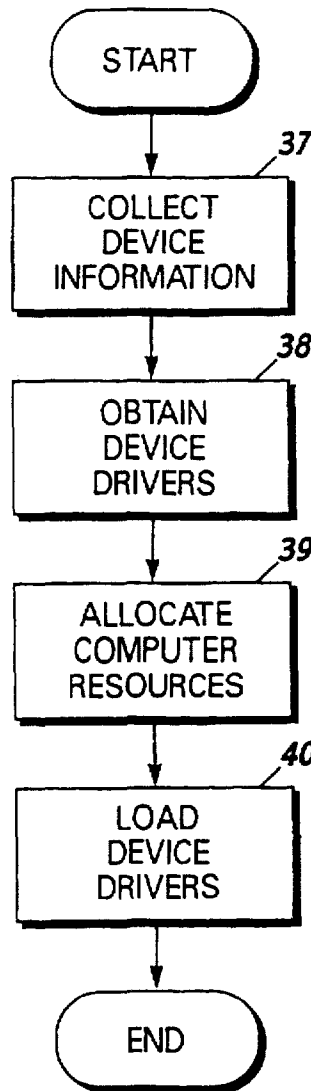 START
37
COLLECT
DEVICE
INFORMATION
38
OBTAIN
DEVICE
DRIVERS
39
ALLOCATE
COMPUTER
RESOURCES
40
LOAD
DEVICE
DRIVERS
END